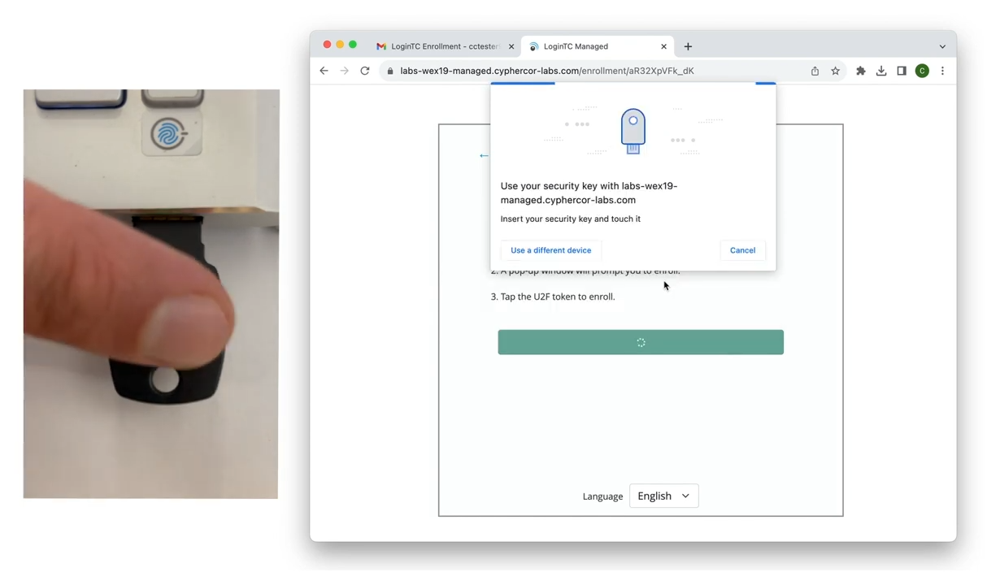 LoginTC Enrollment - cctester
LoginTC Managed
labs-wex19-managed.cyphercor-labs.com/enrollment/aR32XpVFk_dK
C
Use your security key with labs-wex19-
managed.cyphercor-labs.com
Insert your security key and touch it
Use a different device
Cancel
2. A pop-up window will prompt you to enroll.
3. Tap the U2F token to enroll.
Language
English